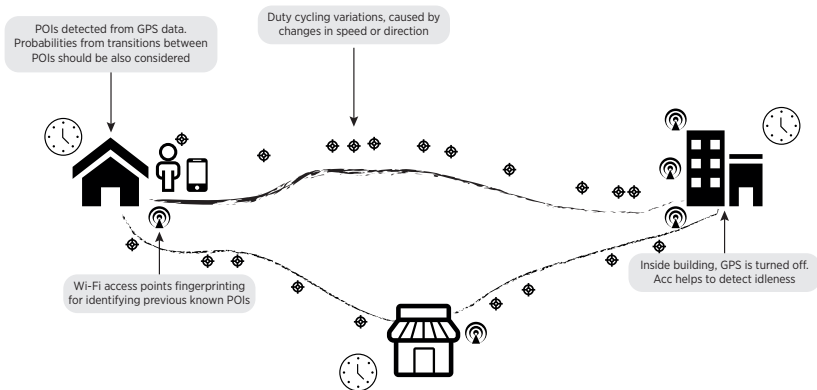 POIs detected from GPS data.
Probabilities from transitions between
POIs should be also considered
Duty cycling variations, caused by
changes in speed or direction
Wi-Fi access points fingerprinting
for identifying previous known POIs
Inside building, GPS is turned off.
Acc helps to detect idleness